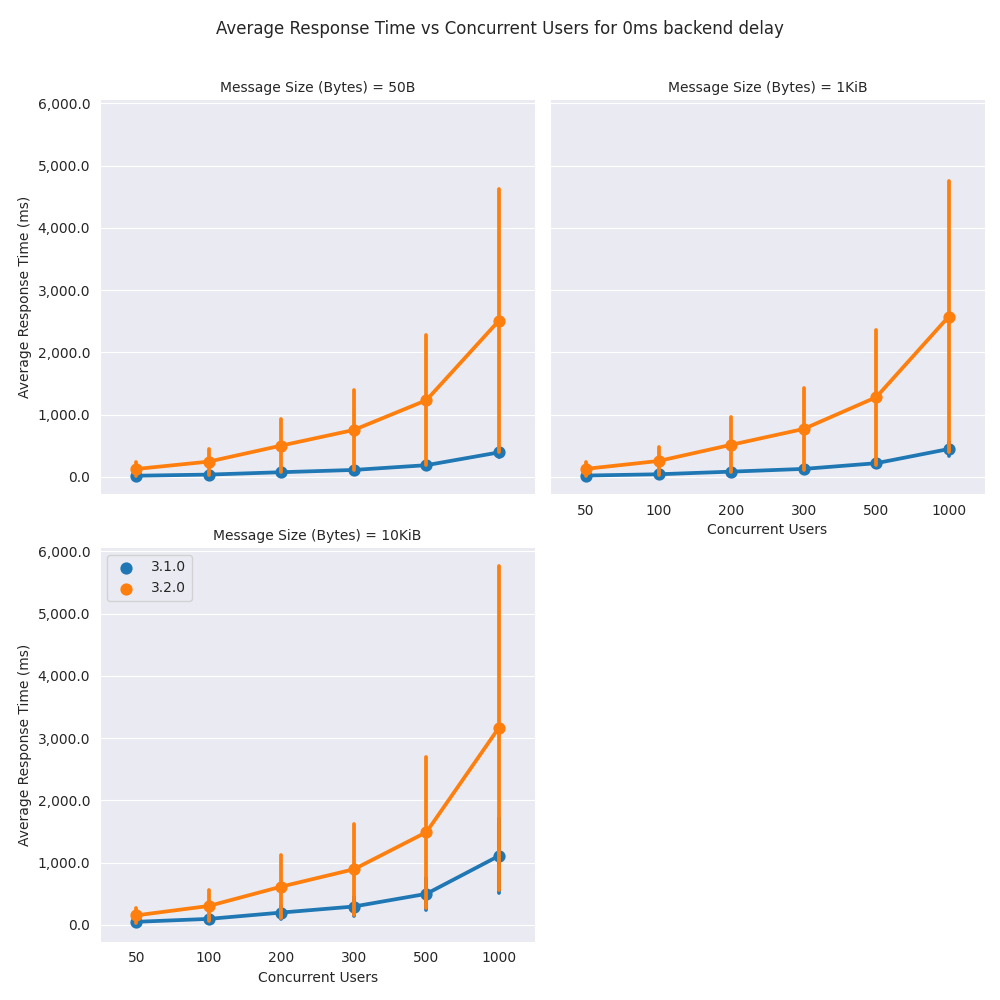 Average Response Time vs Concurrent Users for 0ms backend delay
Message Size (Bytes) = 50B
6,000.0
5,000.0
4,000.0
3,000.0
2,000.0
1,000.0
0.0
Average Response Time (ms)
Message Size (Bytes) = 1KiB
50 100 200 300 500 1000
Concurrent Users
Message Size (Bytes) = 10KiB
3.1.0
3.2.0
6,000.0
5,000.0
4,000.0
3,000.0
2,000.0
1,000.0
0.0
Average Response Time (ms)
50 100 200 300 500 1000
Concurrent Users